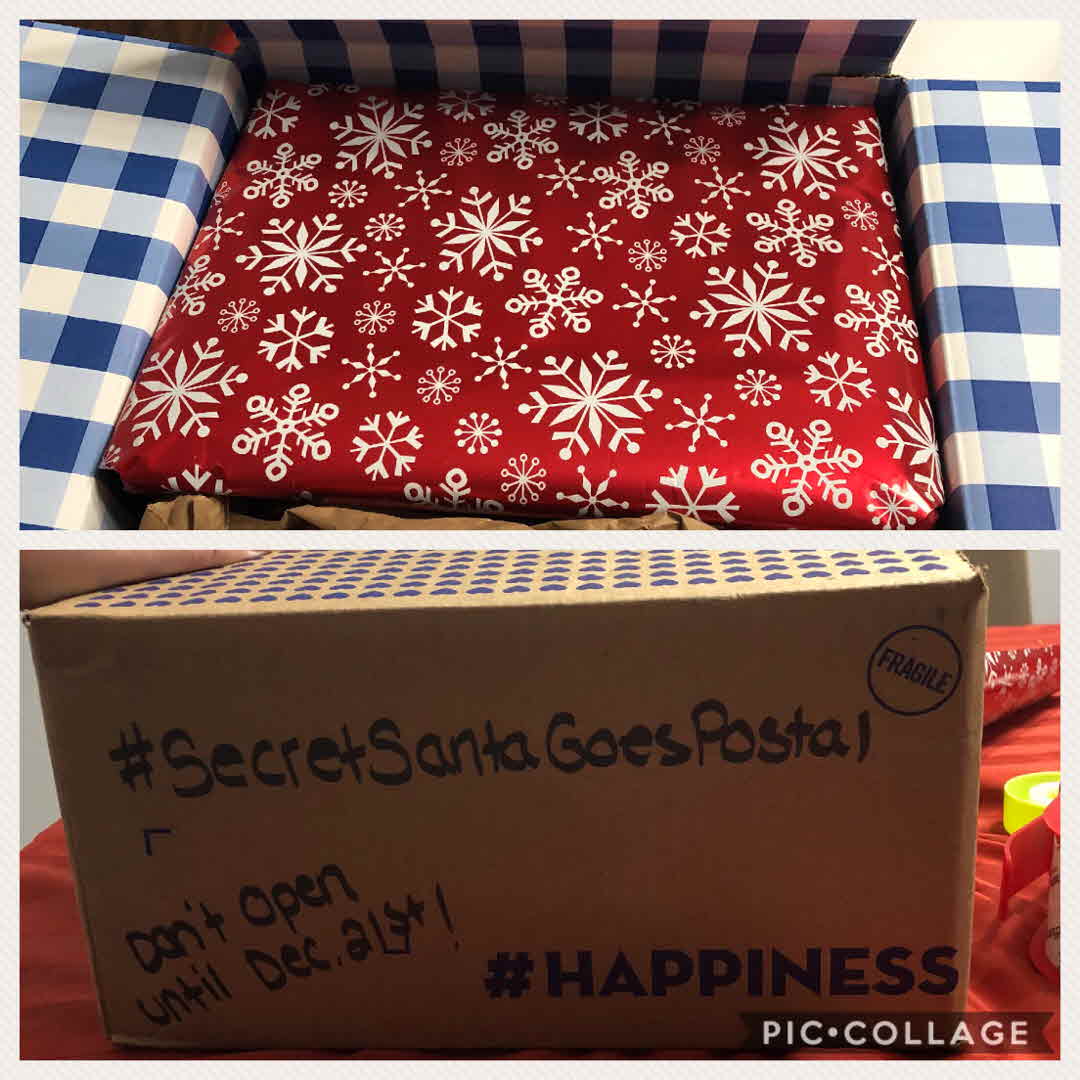 FRAGILE
#SecretSantaGoesPostal
Don't Open
until Dec. 21st!
#HAPPINESS
PIC•COLLAGE